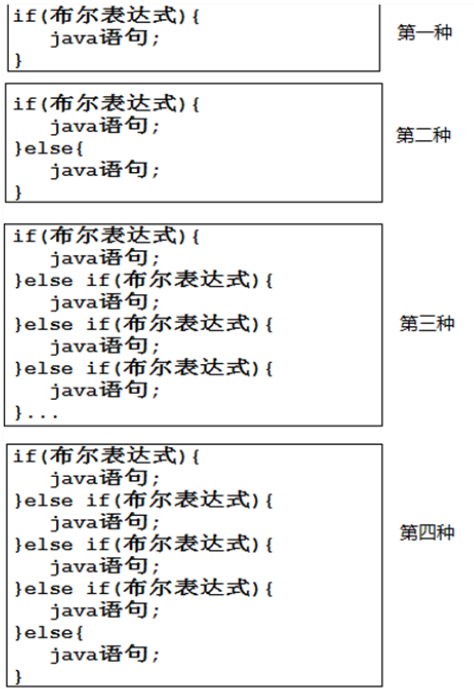 if(布尔表达式){
java语句;
}
第一种
if(布尔表达式){
java语句;
}else{
java语句;
}
第二种
if(布尔表达式){
java语句;
}else if(布尔表达式){
java语句;
}else if(布尔表达式){
java语句;
}else if(布尔表达式){
java语句;
}...
第三种
if(布尔表达式){
java语句;
}else if(布尔表达式){
java语句;
}else if(布尔表达式){
java语句;
}else if(布尔表达式){
java语句;
}else{
java语句;
}
第四种